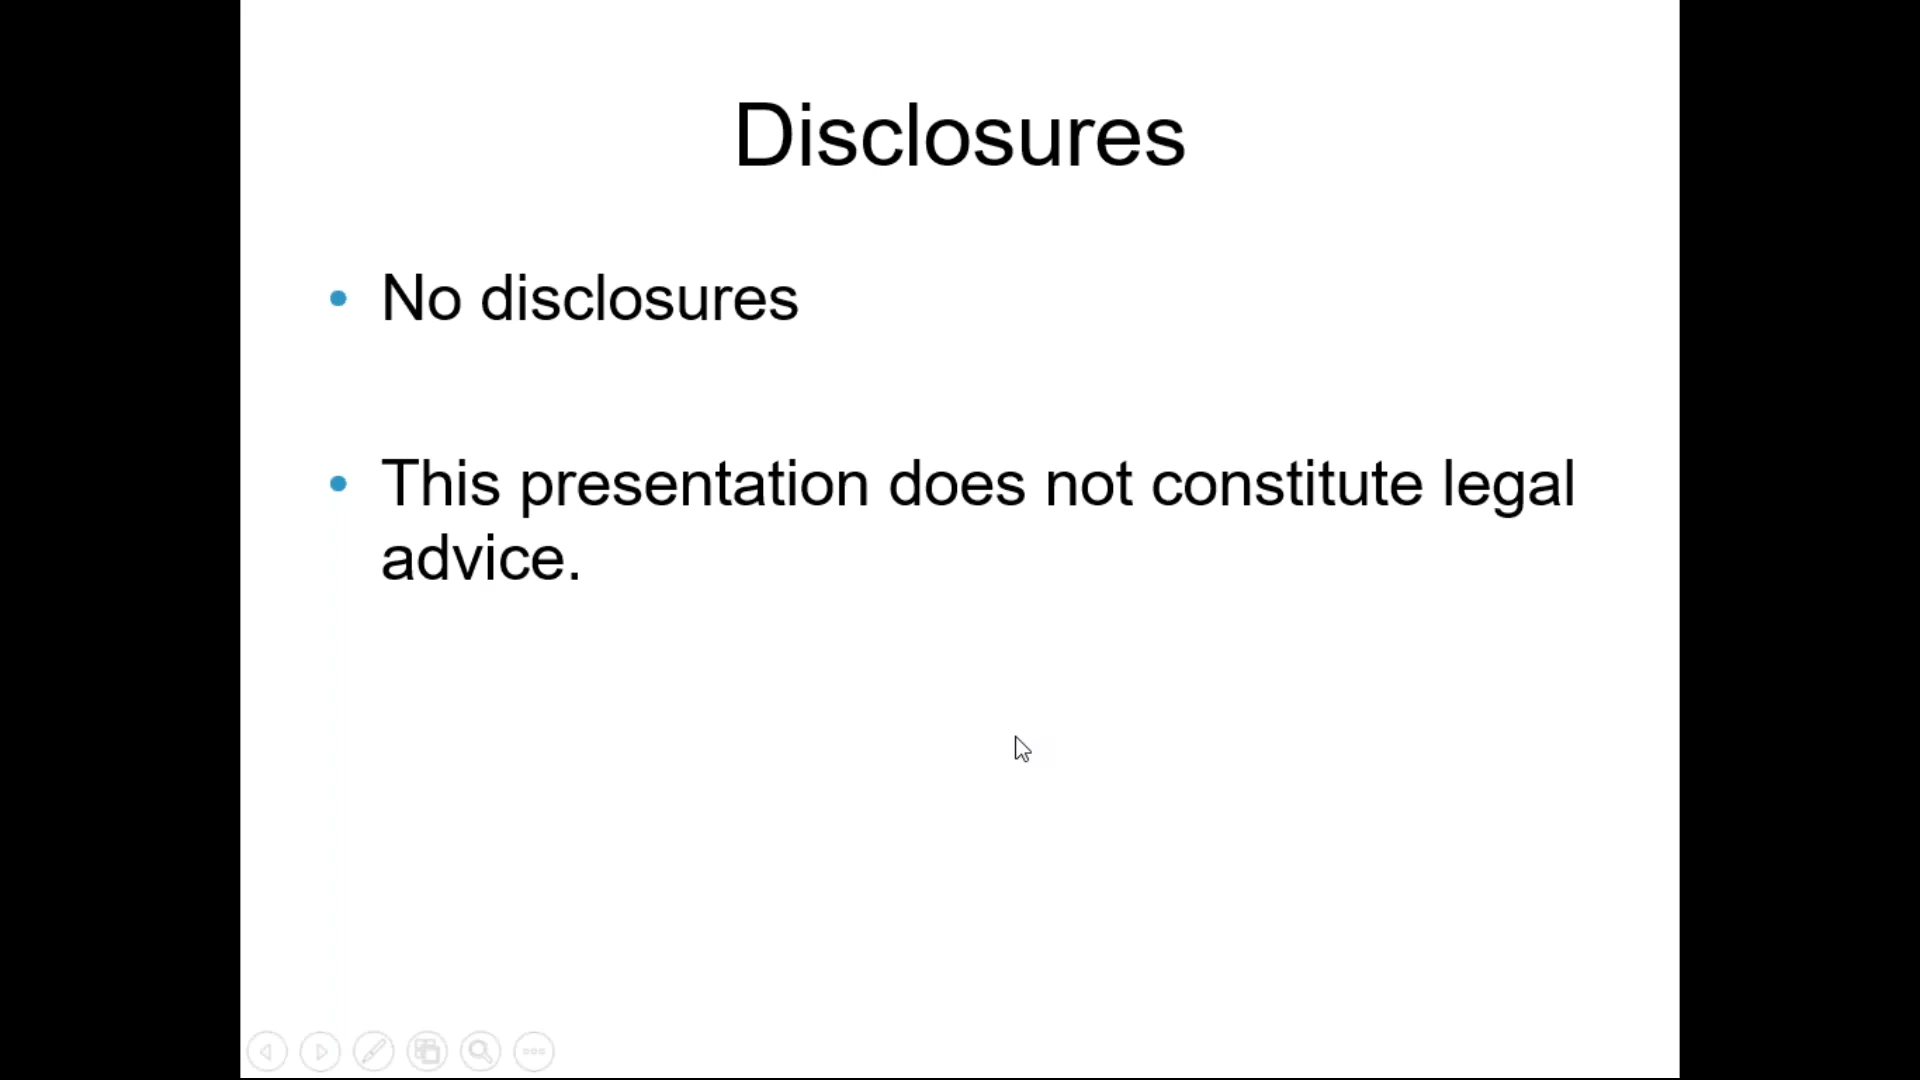 Disclosures
• No disclosures
• This presentation does not constitute legal
advice.